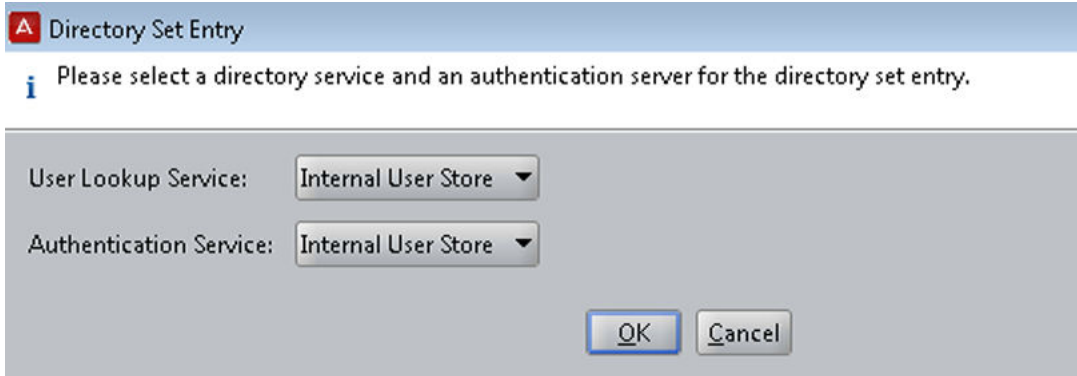 Directory Set Entry
Please select a directory service and an authentication server for the directory set entry.
User Lookup Service: Internal User Store
Authentication Service: Internal User Store
OK Cancel